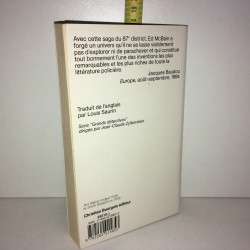 Avec cette saga du 87e district, Ed McBain a
forgé un univers qu'il ne se lasse visiblement
pas d'explorer ni de parachever et qui constitue
tout bonnement l'une des inventions les plus
remarquables et les plus riches de toute la
littérature policière.
Jacques Baudou
Europe, août-septembre, 1984
Traduit de l'anglais
par Louis Saurin
Série "Grands détectives"
dirigée par Jean-Claude Zylberstein
Christian Bourgois éditeur